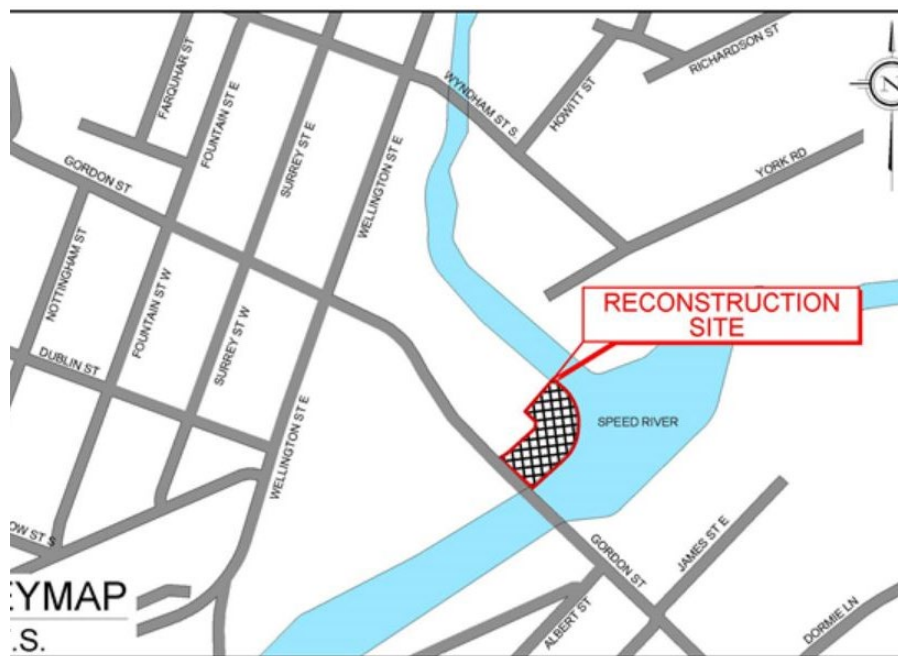 FARQUHAR ST
FOUNTAIN ST E
SURREY ST E
WELLINGTON ST E
WYNDHAM ST S.
HOWITT ST
RICHARDSON ST
N
GORDON ST
YORK RD
NOTTINGHAM ST
FOUNTAIN ST W
SURREY ST W
DUBLIN ST
RECONSTRUCTION
SITE
SPEED RIVER
WELLINGTON ST E
OW ST S
GORDON ST
JAMES ST E
ALBERT ST
DORMIE LN
EYMAP
.S.